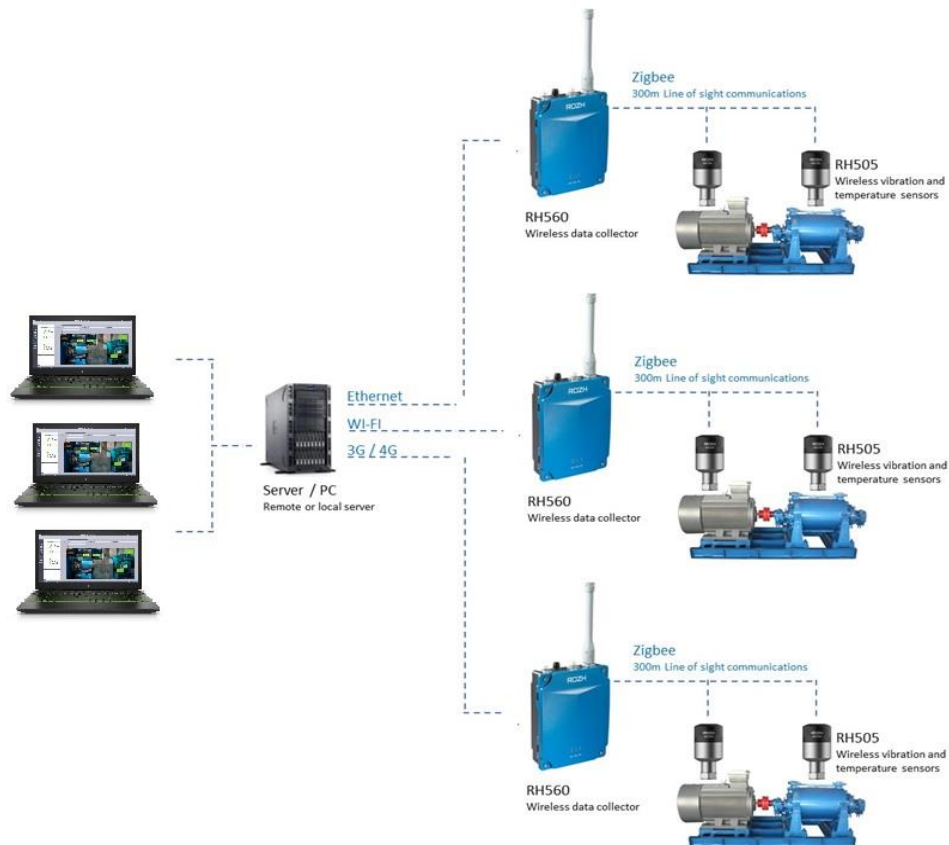 Zigbee
300m Line of sight communications
ROZH
RH505
Wireless vibration and
temperature sensors
RH560
Wireless data collector
Zigbee
300m Line of sight communications
ROZH
RH505
Wireless vibration and
temperature sensors
RH560
Wireless data collector
Ethernet
WI-FI
3G / 4G
Server / PC
Remote or local server
Zigbee
300m Line of sight communications
ROZH
RH505
Wireless vibration and
temperature sensors
RH560
Wireless data collector